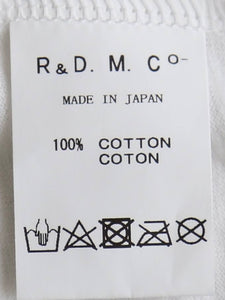 R & D. M. Co-
MADE IN JAPAN
100% COTTON
COTON